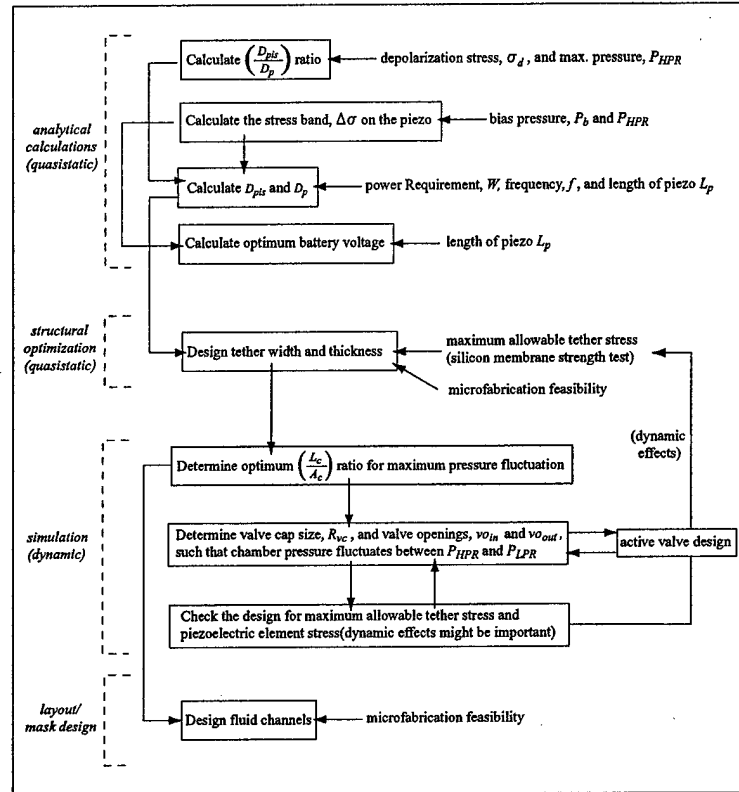 Calculate (D_pis/D_p) ratio
depolarization stress, σ_d, and max. pressure, P_HPR
analytical
calculations
(quasistatic)
Calculate the stress band, Δσ on the piezo
bias pressure, P_b and P_HPR
Calculate D_pis and D_p
power Requirement, W, frequency, f, and length of piezo L_p
Calculate optimum battery voltage
length of piezo L_p
structural
optimization
(quasistatic)
Design tether width and thickness
maximum allowable tether stress
(silicon membrane strength test)
microfabrication feasibility
(dynamic
effects)
simulation
(dynamic)
Determine optimum (L_c/A_c) ratio for maximum pressure fluctuation
Determine valve cap size, R_vc, and valve openings, vo_in and vo_out,
such that chamber pressure fluctuates between P_HPR and P_LPR
active valve design
Check the design for maximum allowable tether stress and
piezoelectric element stress(dynamic effects might be important)
layout/
mask design
Design fluid channels
microfabrication feasibility